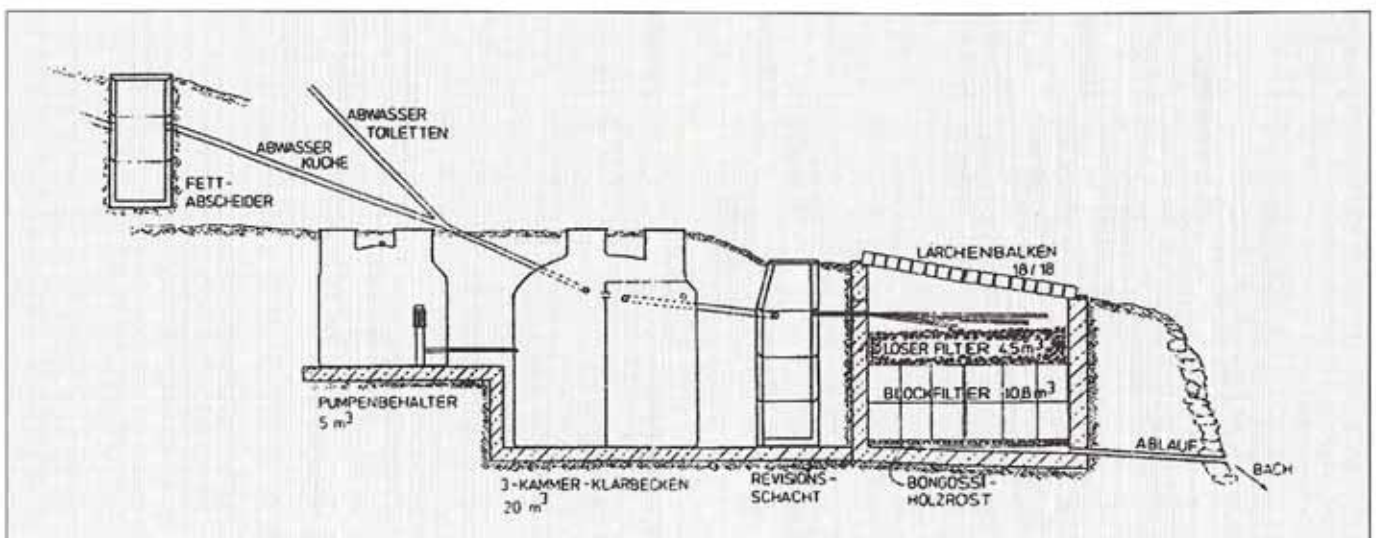 ABWASSER
TOILETTEN
ABWASSER
KÜCHE
FETT-
ABSCHEIDER
LÄRCHENBALKEN
18/18
LOSER FILTER 4,5 m³
BLOCKFILTER 10,8 m³
PUMPENBEHÄLTER
5 m³
3-KAMMER-KLÄRBECKEN
20 m³
REVISIONS-
SCHACHT
BONGOSSI-
HOLZROST
ABLAUF
BACH